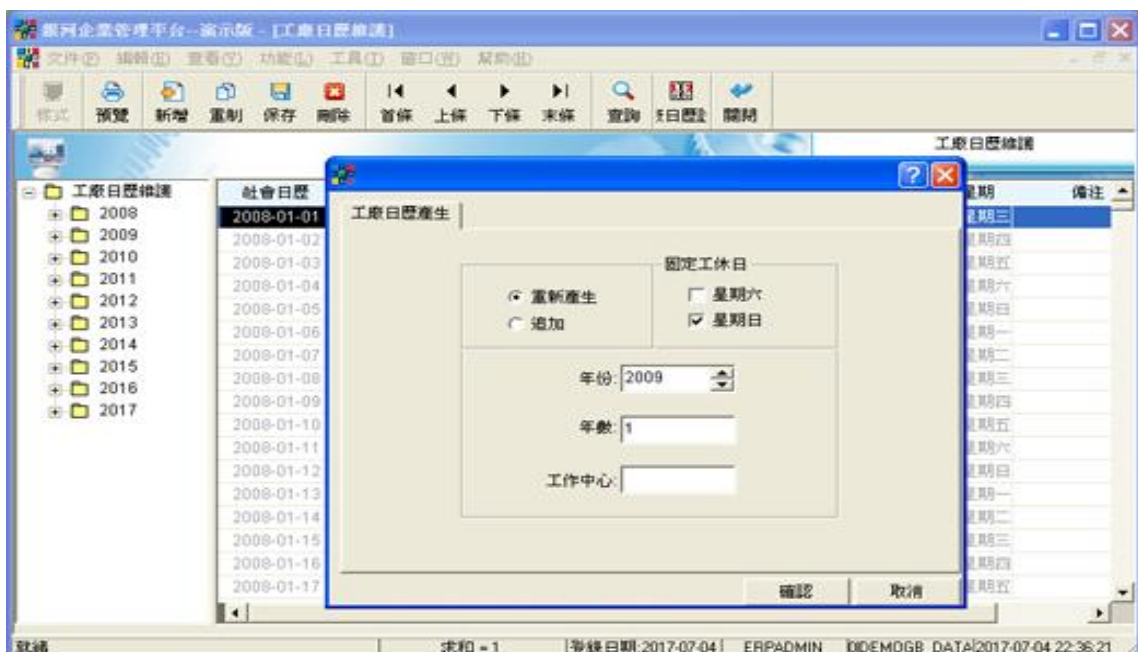 銀河企業管理平台--演示版 - [工廠日歷維護]
文件(F) 編輯(E) 查看(V) 功能(L) 工具(T) 窗口(W) 幫助(H)
樣式 預覽 新增 重制 保存 刪除 首條 上條 下條 末條 查詢 日歷 關閉
工廠日歷維護
工廠日歷維護
2008
2009
2010
2011
2012
2013
2014
2015
2016
2017
社會日歷 星期 備注
2008-01-01 星期三
2008-01-02 星期四
2008-01-03 星期五
2008-01-04 星期六
2008-01-05 星期日
2008-01-06 星期一
2008-01-07 星期二
2008-01-08 星期三
2008-01-09 星期四
2008-01-10 星期五
2008-01-11 星期六
2008-01-12 星期日
2008-01-13 星期一
2008-01-14 星期二
2008-01-15 星期三
2008-01-16 星期四
2008-01-17 星期五
工廠日歷產生
固定工休日
重新產生
追加
星期六
星期日
年份: 2009
年數: 1
工作中心:
確認 取消
就緒 求和 = 1 登錄日期:2017-07-04 ERPADMIN DEMOGB_DATA 2017-07-04 22:36:21